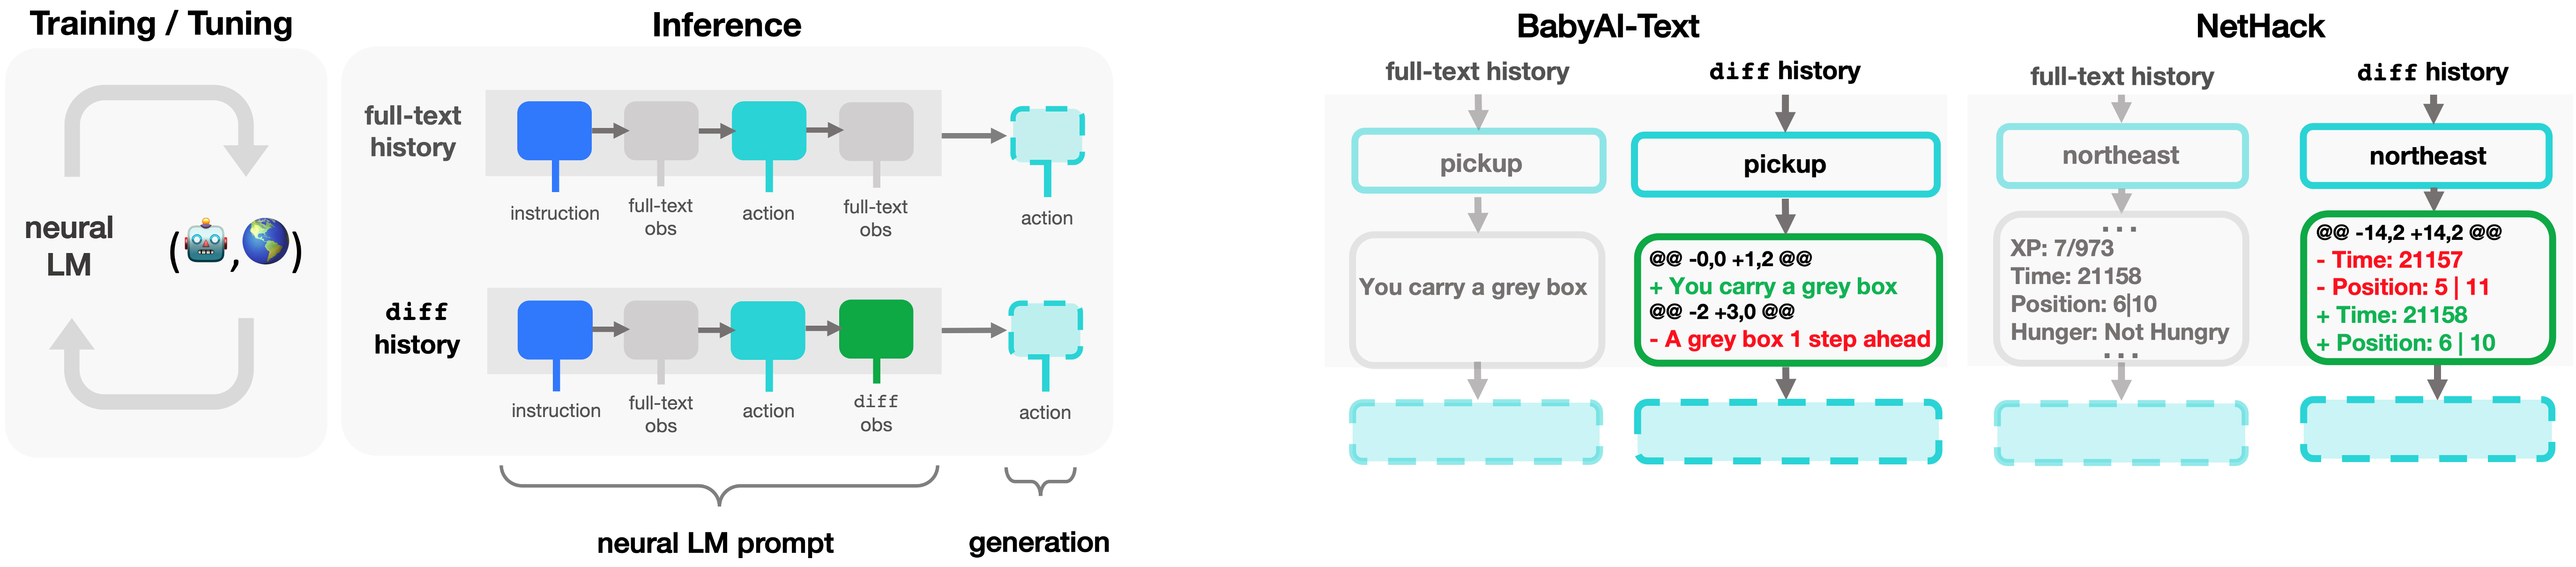 Training / Tuning
neural
LM
( , )
Inference
full-text
history
instruction
full-text
obs
action
full-text
obs
action
diff
history
instruction
full-text
obs
action
diff
obs
action
neural LM prompt
generation
BabyAI-Text
full-text history
pickup
You carry a grey box
diff history
pickup
@@ -0,0 +1,2 @@
+ You carry a grey box
@@ -2 +3,0 @@
- A grey box 1 step ahead
NetHack
full-text history
northeast
...
XP: 7/973
Time: 21158
Position: 6|10
Hunger: Not Hungry
...
diff history
northeast
@@ -14,2 +14,2 @@
- Time: 21157
- Position: 5 | 11
+ Time: 21158
+ Position: 6 | 10